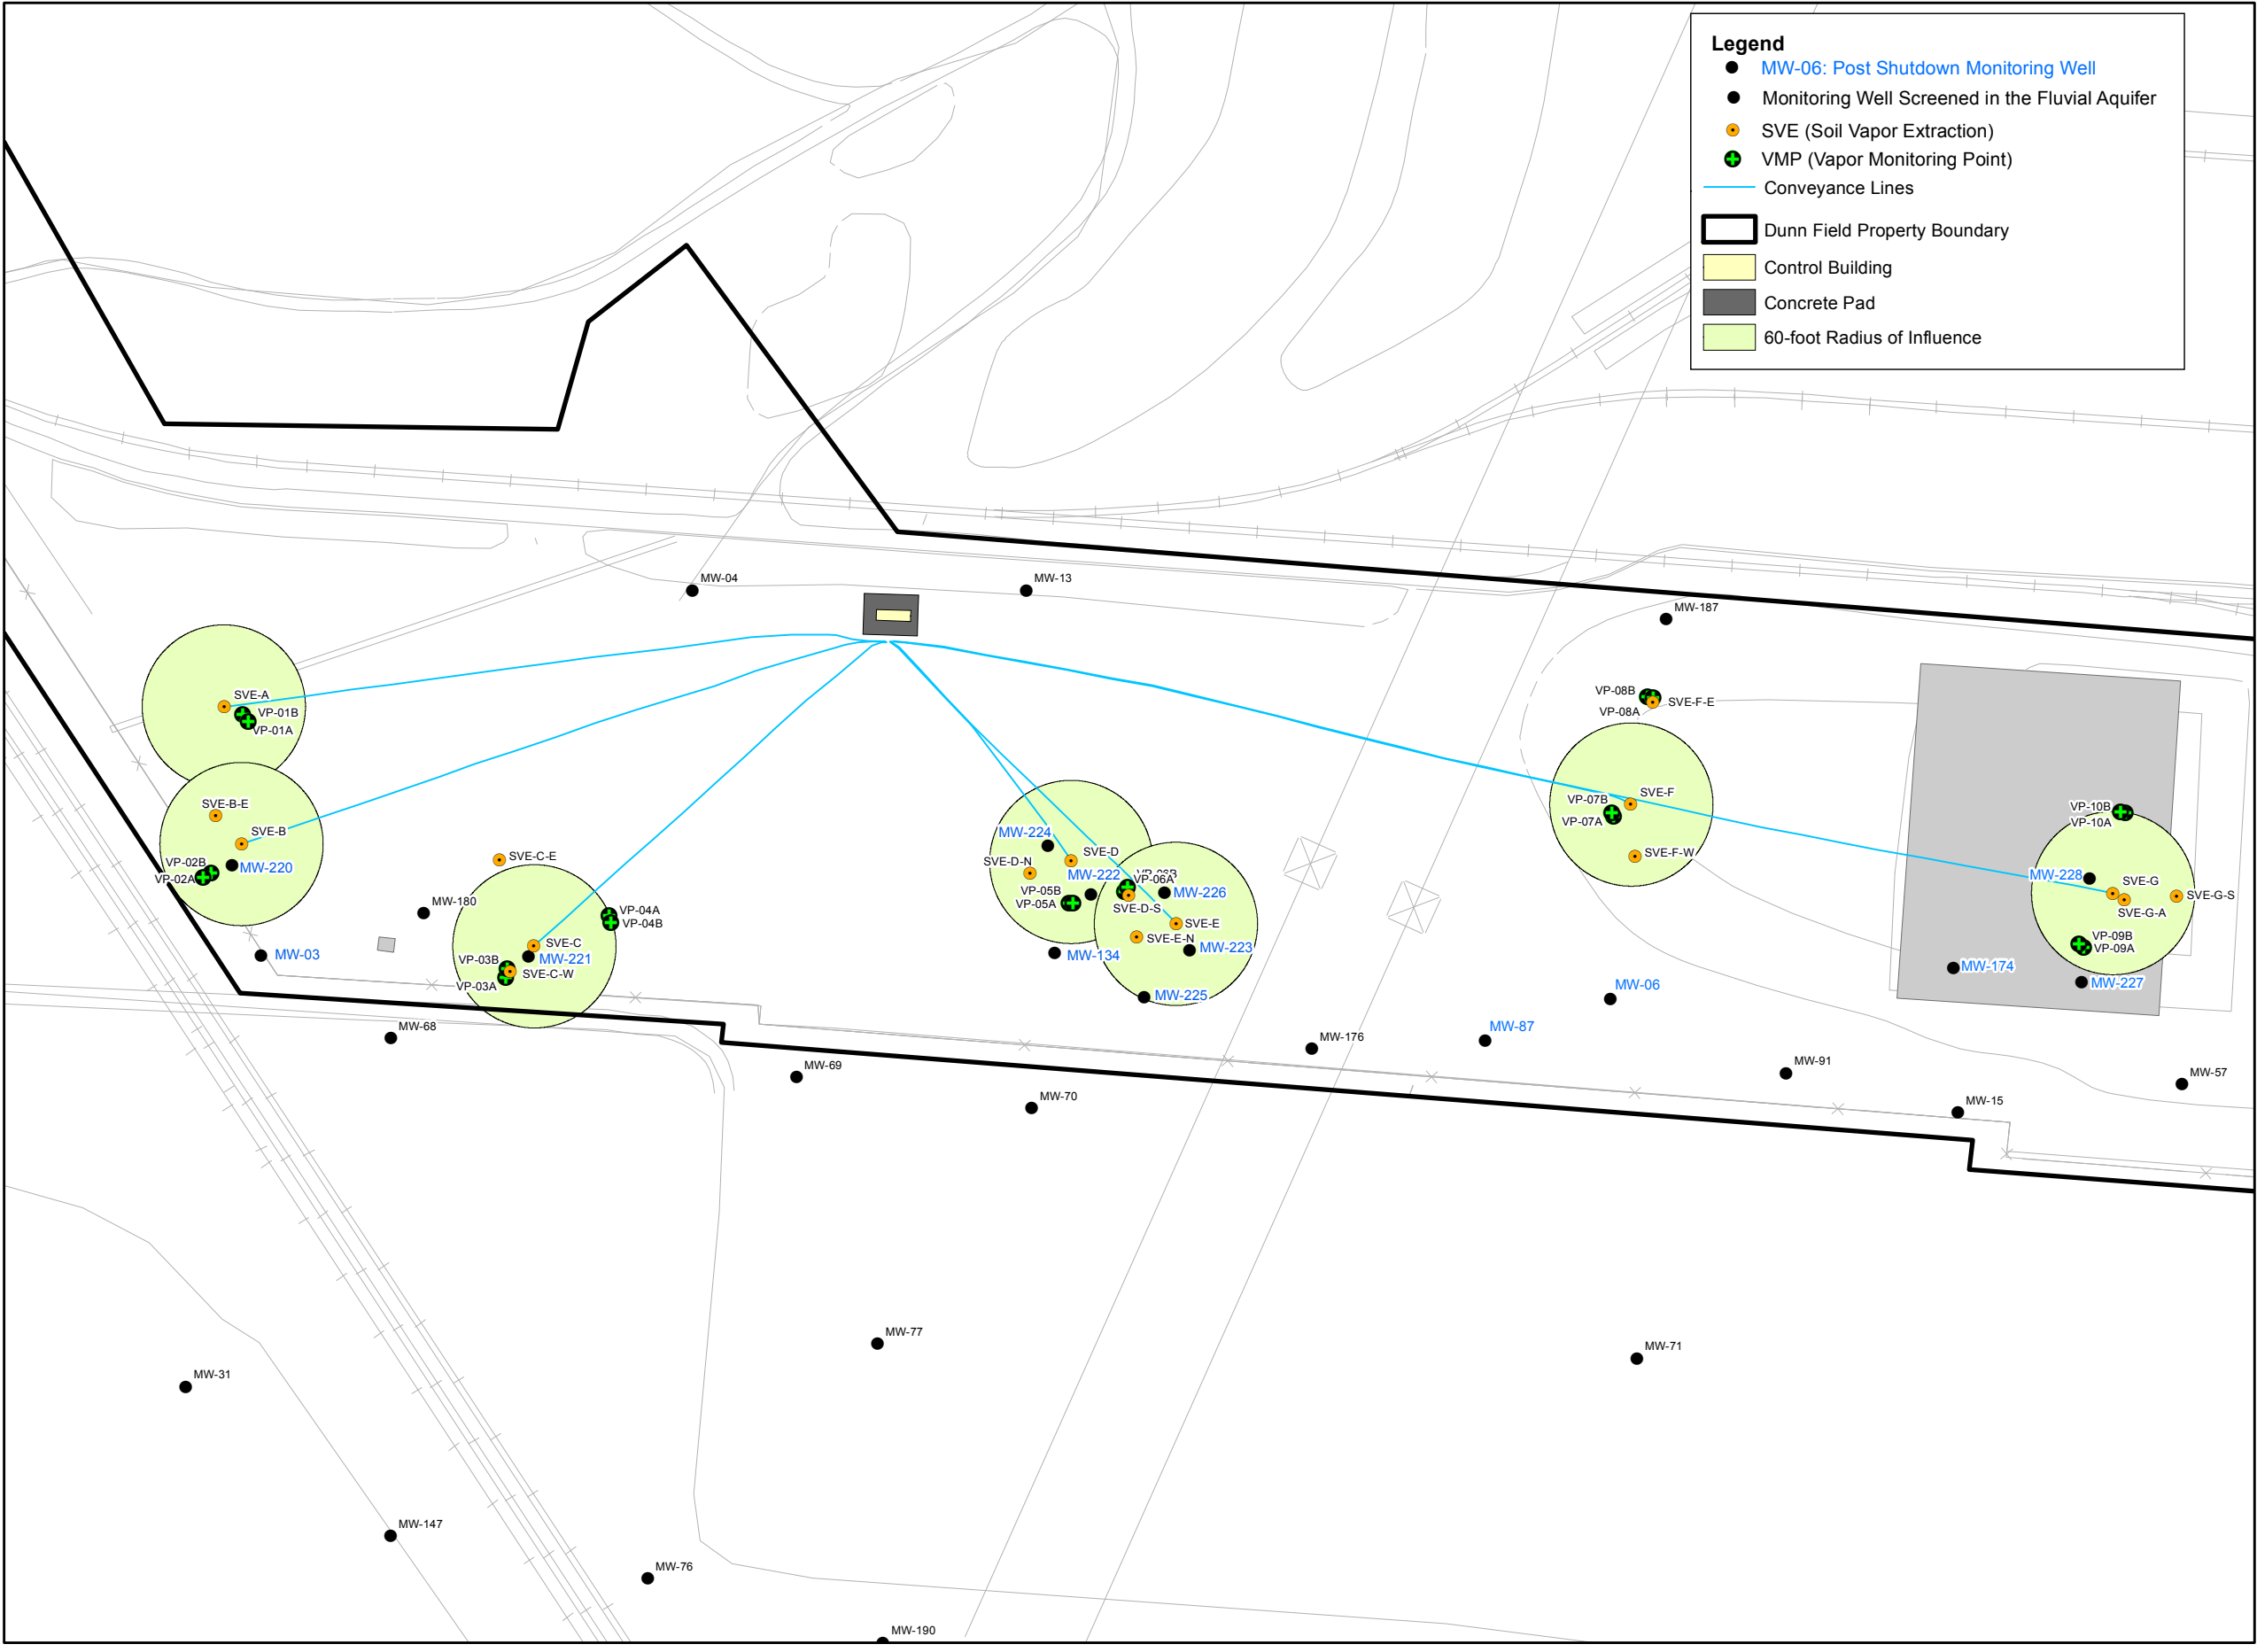 Legend
MW-06: Post Shutdown Monitoring Well
Monitoring Well Screened in the Fluvial Aquifer
SVE (Soil Vapor Extraction)
VMP (Vapor Monitoring Point)
Conveyance Lines
Dunn Field Property Boundary
Control Building
Concrete Pad
60-foot Radius of Influence
MW-04
MW-13
MW-187
SVE-A
VP-01B
VP-01A
VP-08B
SVE-F-E
VP-08A
SVE-B-E
SVE-B
VP-02B
MW-220
VP-02A
SVE-C-E
MW-180
VP-04A
VP-04B
MW-03
SVE-C
MW-221
VP-03B
SVE-C-W
VP-03A
MW-224
SVE-D
SVE-D-N
MW-222
VP-06A
VP-05B
VP-05A
MW-226
SVE-D-S
SVE-E
SVE-E-N
MW-223
MW-134
MW-225
SVE-F
VP-07B
VP-07A
SVE-F-W
VP-10B
VP-10A
MW-228
SVE-G
SVE-G-S
SVE-G-A
VP-09B
VP-09A
MW-174
MW-227
MW-06
MW-87
MW-68
MW-176
MW-69
MW-91
MW-57
MW-70
MW-15
MW-77
MW-71
MW-31
MW-147
MW-76
MW-190